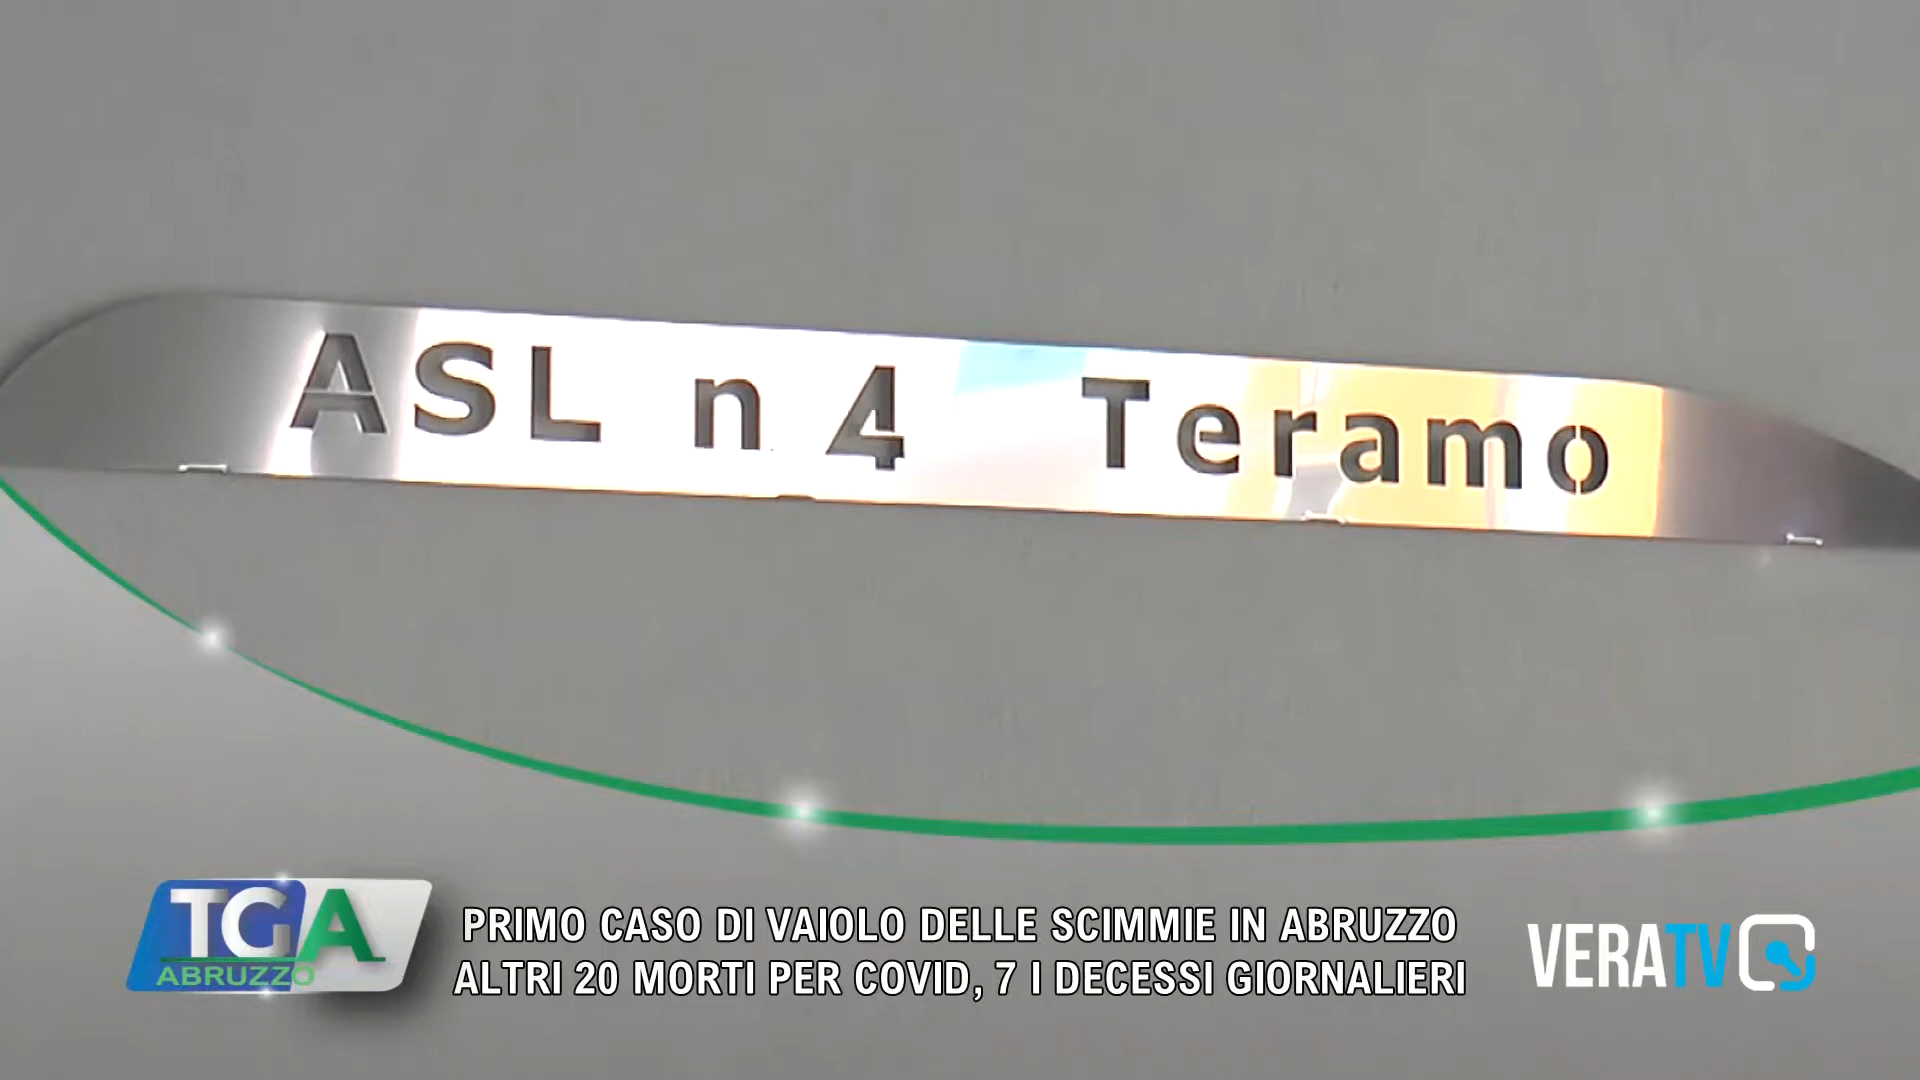 ASL n 4 Teramo
TGA
ABRUZZO
PRIMO CASO DI VAIOLO DELLE SCIMMIE IN ABRUZZO
ALTRI 20 MORTI PER COVID, 7 I DECESSI GIORNALIERI
VERATV